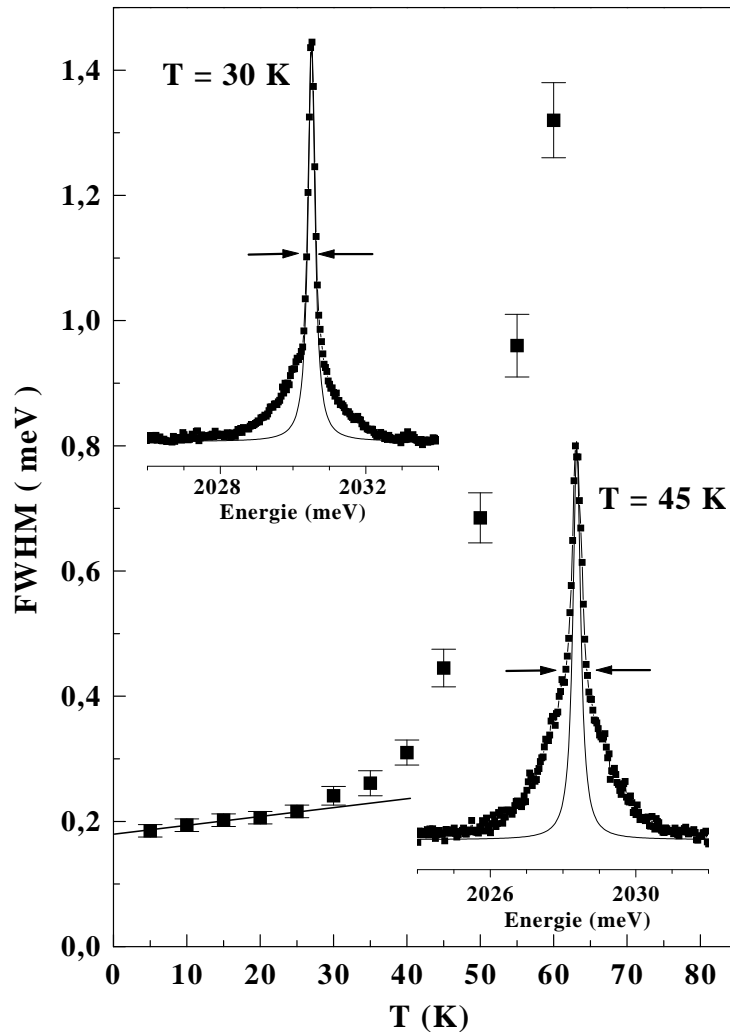 1,4
1,2
1,0
0,8
0,6
0,4
0,2
0,0
FWHM ( meV)
T = 30 K
2028 2032
Energie (meV)
T = 45 K
2026 2030
Energie (meV)
0 10 20 30 40 50 60 70 80
T (K)